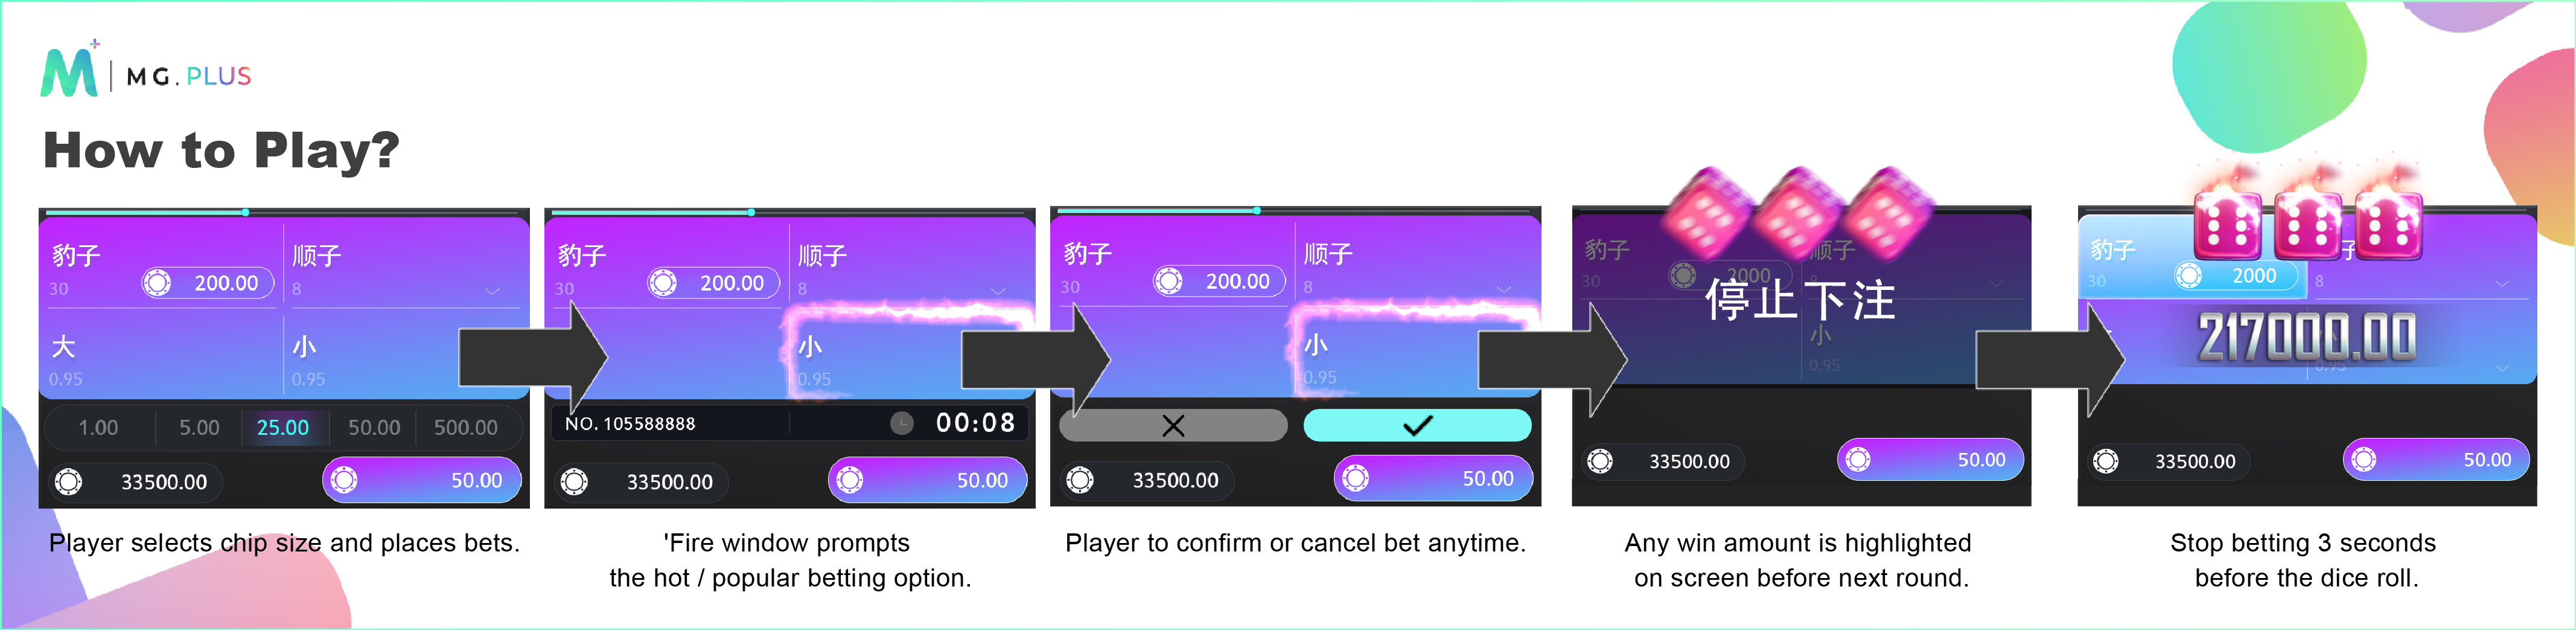 M G . PLUS
How to Play?
豹子
顺子
200.00
30
8
大
小
0.95
0.95
1.00
5.00
25.00
50.00
500.00
33500.00
50.00
Player selects chip size and places bets.
豹子
顺子
200.00
30
8
小
0.95
NO. 105588888
00:08
33500.00
50.00
'Fire window prompts
the hot / popular betting option.
豹子
顺子
200.00
30
8
小
0.95
33500.00
50.00
Player to confirm or cancel bet anytime.
豹子
顺子
2000
30
8
停止下注
小
0.95
33500.00
50.00
Any win amount is highlighted
on screen before next round.
豹子
2000
30
8
217000.00
0.95
33500.00
50.00
Stop betting 3 seconds
before the dice roll.